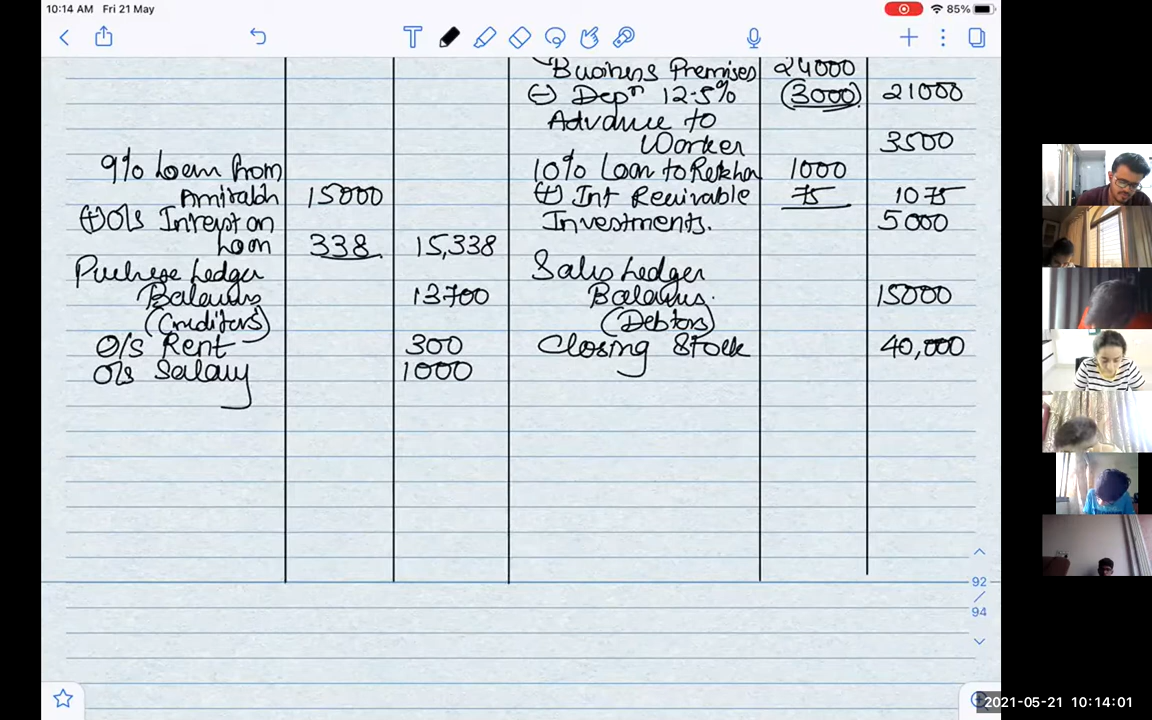 10:14 AM Fri 21 May
85%
T
Business Premises 24000
(-) Depn 12.5% (3000) 21000
Advance to
Worker 3500
9% Loan from
Amitabh 15000
(+) O/s Interest on
Loan 338 15,338
Purchase Ledger
Balances 13700
(Creditors)
O/s Rent 300
O/s Salary 1000
10% Loan to Rekha 1000
(+) Int Receivable 75 1075
Investments. 5000
Sales Ledger
Balances. 15000
(Debtors)
Closing Stock 40,000
92
/
94
2021-05-21 10:14:01